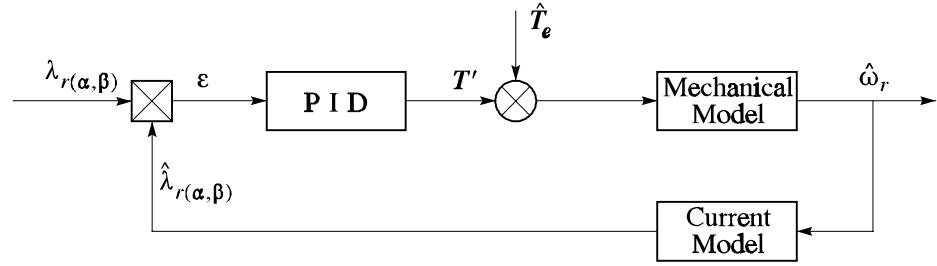 T̂e
λr(α,β)
ε
PID
T′
Mechanical
Model
ω̂r
λ̂r(α,β)
Current
Model